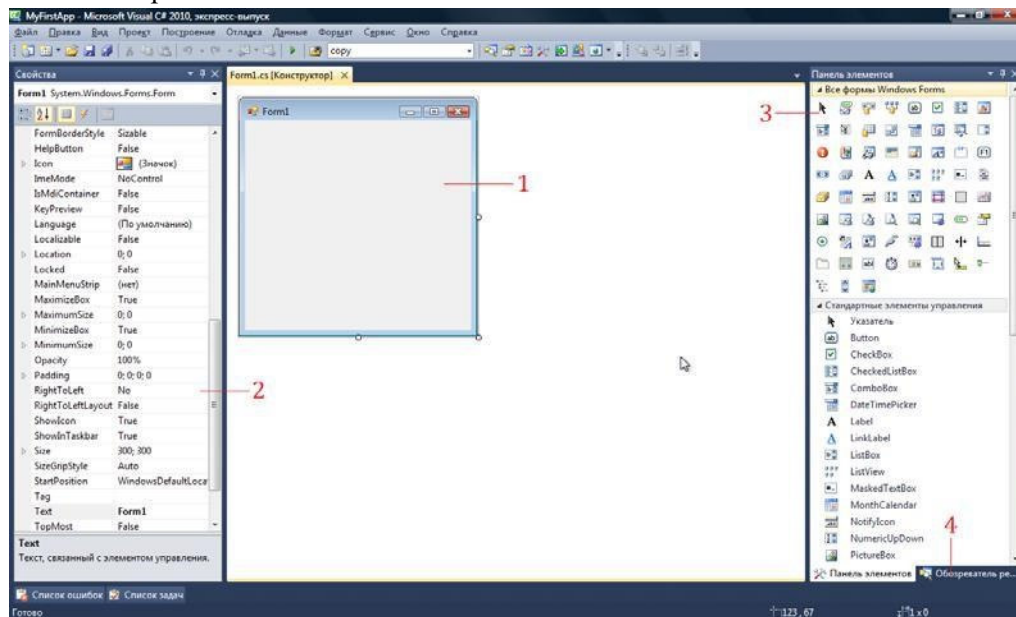 MyFirstApp - Microsoft Visual C# 2010, экспресс-выпуск
Файл Правка Вид Проект Построение Отладка Данные Формат Сервис Окно Справка
copy
Свойства
Form1 System.Windows.Forms.Form
FormBorderStyle Sizable
HelpButton False
Icon (Значок)
ImeMode NoControl
IsMdiContainer False
KeyPreview False
Language (По умолчанию)
Localizable False
Location 0; 0
Locked False
MainMenuStrip (нет)
MaximizeBox True
MaximumSize 0; 0
MinimizeBox True
MinimumSize 0; 0
Opacity 100%
Padding 0; 0; 0; 0
RightToLeft No
RightToLeftLayout False
ShowIcon True
ShowInTaskbar True
Size 300; 300
SizeGripStyle Auto
StartPosition WindowsDefaultLoca
Tag
Text Form1
TopMost False
Text
Текст, связанный с элементом управления.
2
Form1.cs [Конструктор]
Form1
1
Панель элементов
Все формы Windows Forms
3
Стандартные элементы управления
Указатель
Button
CheckBox
CheckedListBox
ComboBox
DateTimePicker
Label
LinkLabel
ListBox
ListView
MaskedTextBox
MonthCalendar
NotifyIcon
NumericUpDown
PictureBox
4
Панель элементов Обозреватель ре...
Список ошибок Список задач
Готово 123, 67 1 x 0